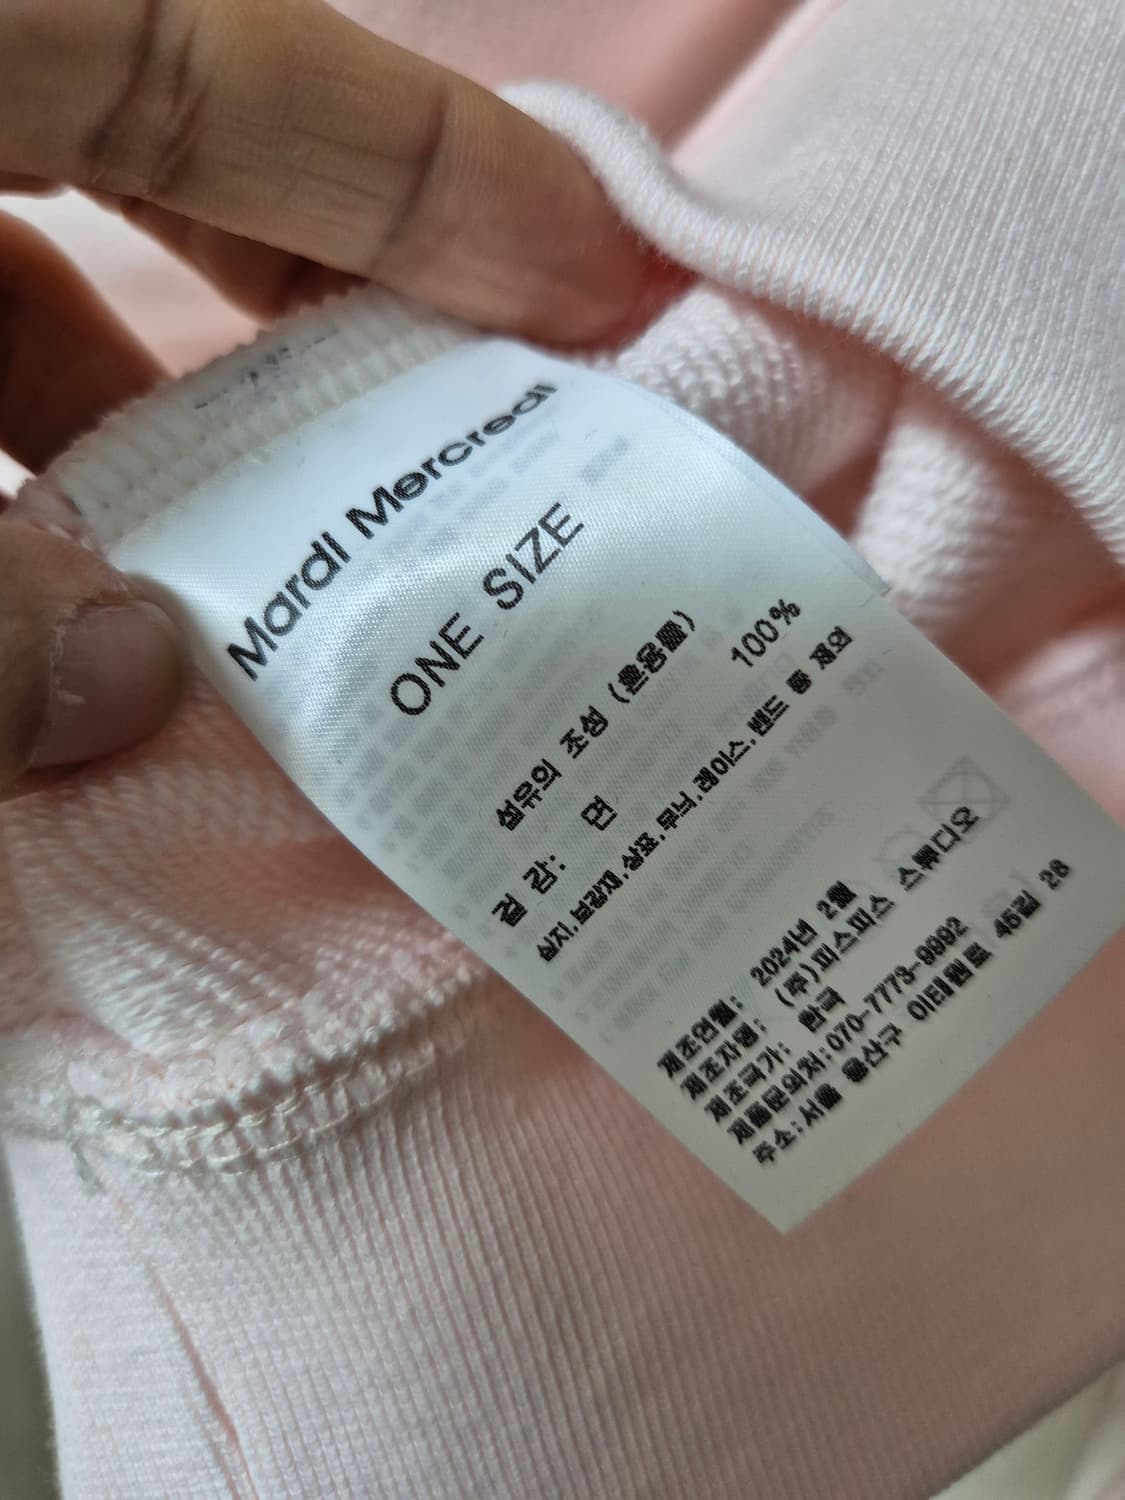 Mardi Mercredi
ONE SIZE
섬유의 조성 (혼용률)
겉 감: 면 100%
심지,보강재,상표,무늬,레이스,밴드 등 제외
제조연월: 2024년 2월
제조자명: (주)피스피스 스튜디오
제조국가: 한국
제품문의처:070-7773-9992
주소:서울 용산구 이태원로 45길 28